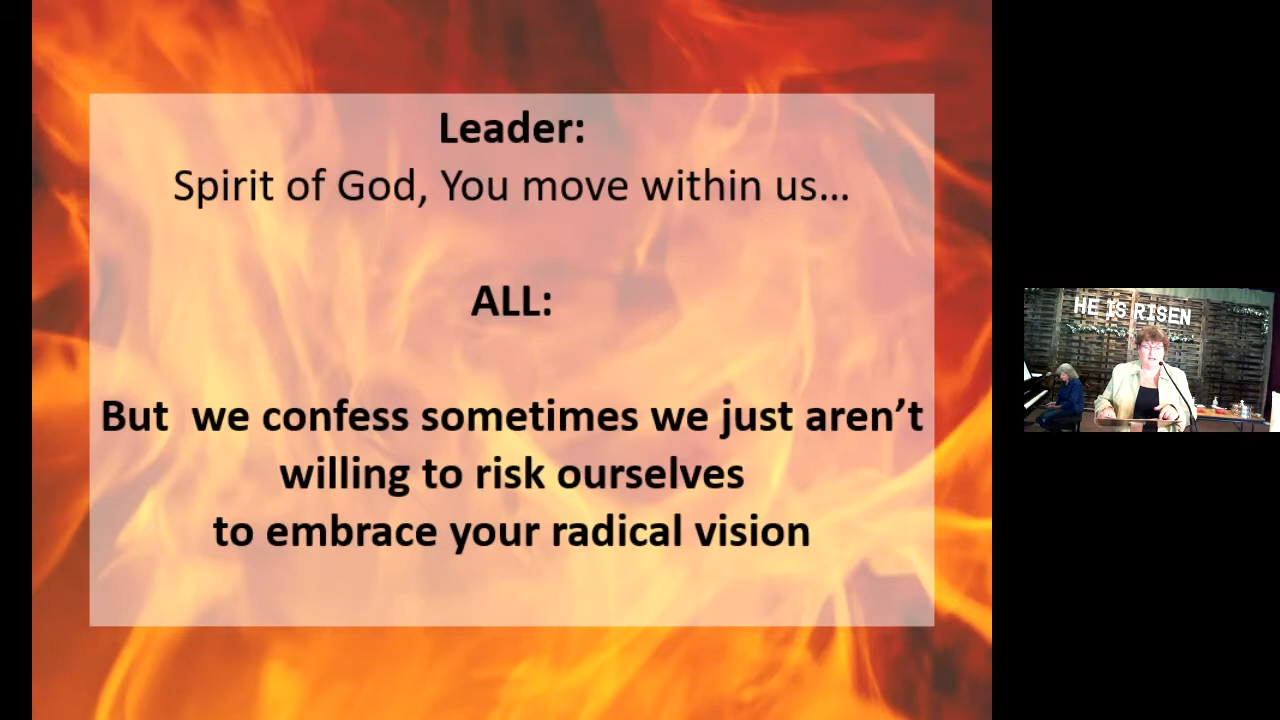 Leader:
Spirit of God, You move within us...
ALL:
But  we confess sometimes we just aren’t
willing to risk ourselves
to embrace your radical vision
HE IS RISEN